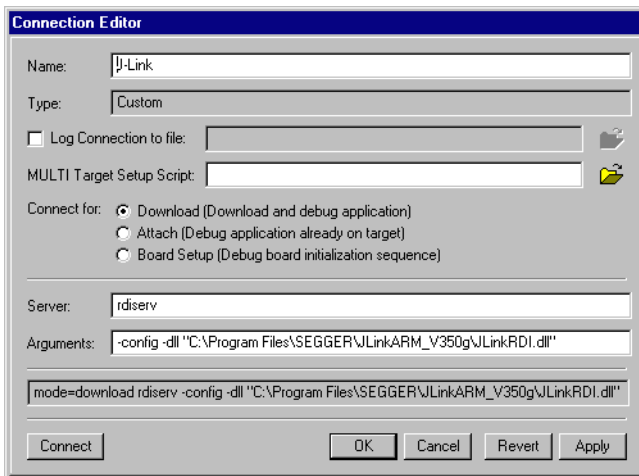 Connection Editor
Name: J-Link
Type: Custom
Log Connection to file:
MULTI Target Setup Script:
Connect for: Download (Download and debug application)
Attach (Debug application already on target)
Board Setup (Debug board initialization sequence)
Server: rdiserv
Arguments: -config -dll "C:\Program Files\SEGGER\JLinkARM_V350g\JLinkRDI.dll"
mode=download rdiserv -config -dll "C:\Program Files\SEGGER\JLinkARM_V350g\JLinkRDI.dll"
Connect OK Cancel Revert Apply